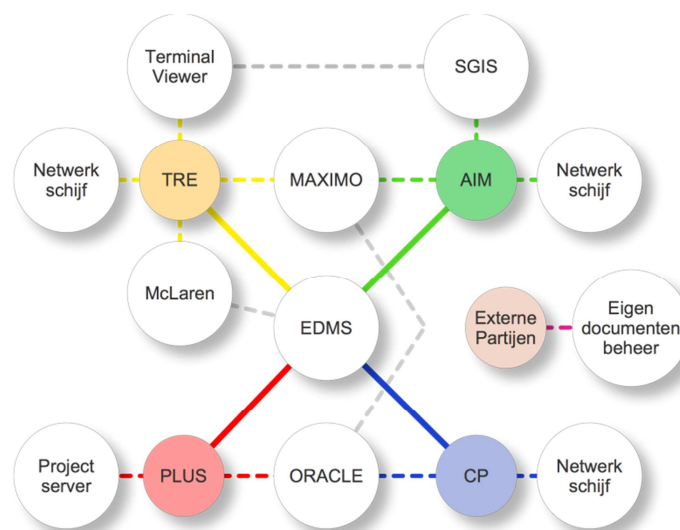 Terminal
Viewer
SGIS
Netwerk
schijf
TRE
MAXIMO
AIM
Netwerk
schijf
McLaren
EDMS
Externe
Partijen
Eigen
documenten
beheer
Project
server
PLUS
ORACLE
CP
Netwerk
schijf